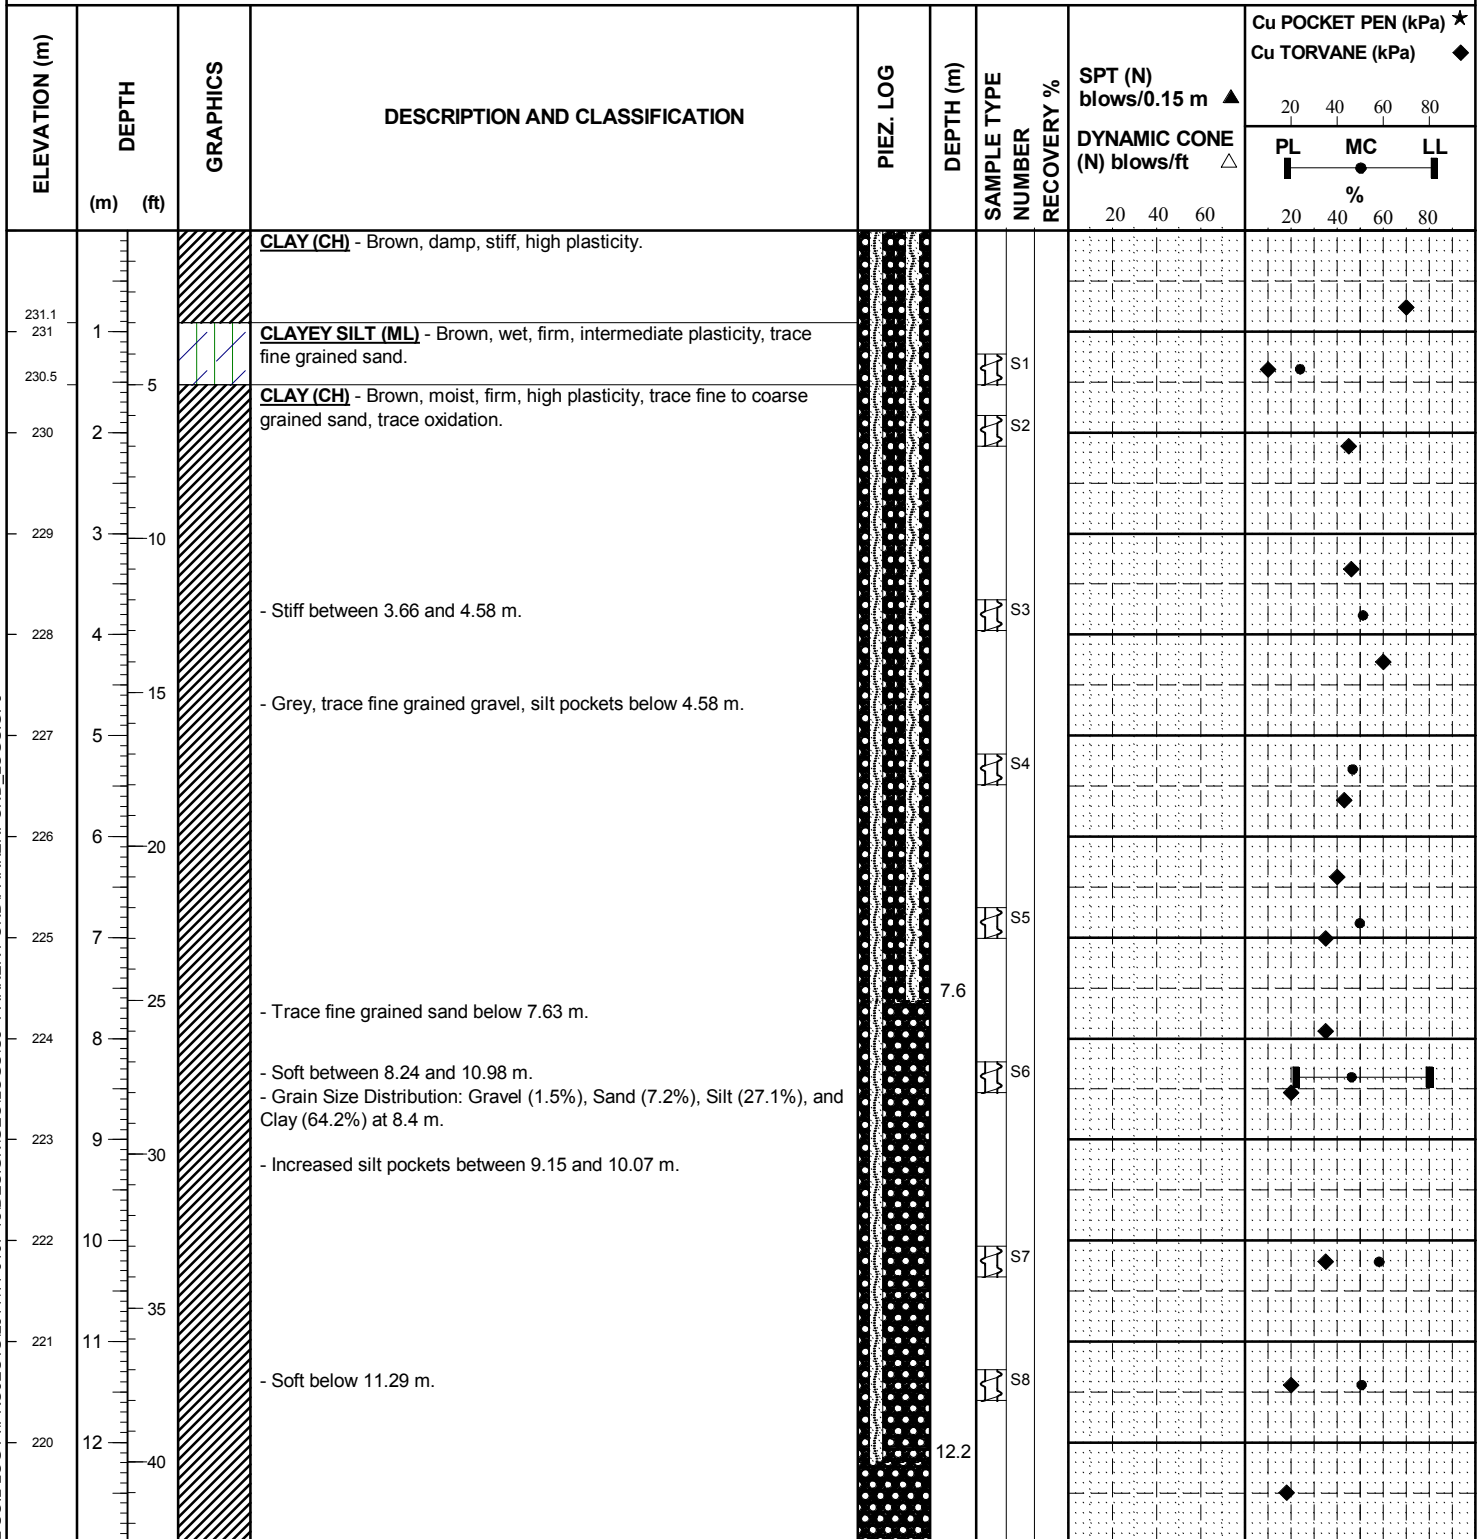 ELEVATION (m)
DEPTH
(m) (ft)
GRAPHICS
DESCRIPTION AND CLASSIFICATION
PIEZ. LOG
DEPTH (m)
SAMPLE TYPE
NUMBER
RECOVERY %
SPT (N)
blows/0.15 m ▲
DYNAMIC CONE
(N) blows/ft △
20 40 60
Cu POCKET PEN (kPa) ★
Cu TORVANE (kPa) ◆
20 40 60 80
PL MC LL
%
20 40 60 80
CLAY (CH) - Brown, damp, stiff, high plasticity.
231.1
231 1
CLAYEY SILT (ML) - Brown, wet, firm, intermediate plasticity, trace
fine grained sand.
S1
230.5
5
CLAY (CH) - Brown, moist, firm, high plasticity, trace fine to coarse
grained sand, trace oxidation.
S2
230 2
229 3
10
- Stiff between 3.66 and 4.58 m.
S3
228 4
15
- Grey, trace fine grained gravel, silt pockets below 4.58 m.
227 5
S4
226 6
20
S5
225 7
7.6
25
- Trace fine grained sand below 7.63 m.
224 8
- Soft between 8.24 and 10.98 m.
S6
- Grain Size Distribution: Gravel (1.5%), Sand (7.2%), Silt (27.1%), and
Clay (64.2%) at 8.4 m.
223 9
30
- Increased silt pockets between 9.15 and 10.07 m.
222 10
S7
35
221 11
- Soft below 11.29 m.
S8
220 12
12.2
40